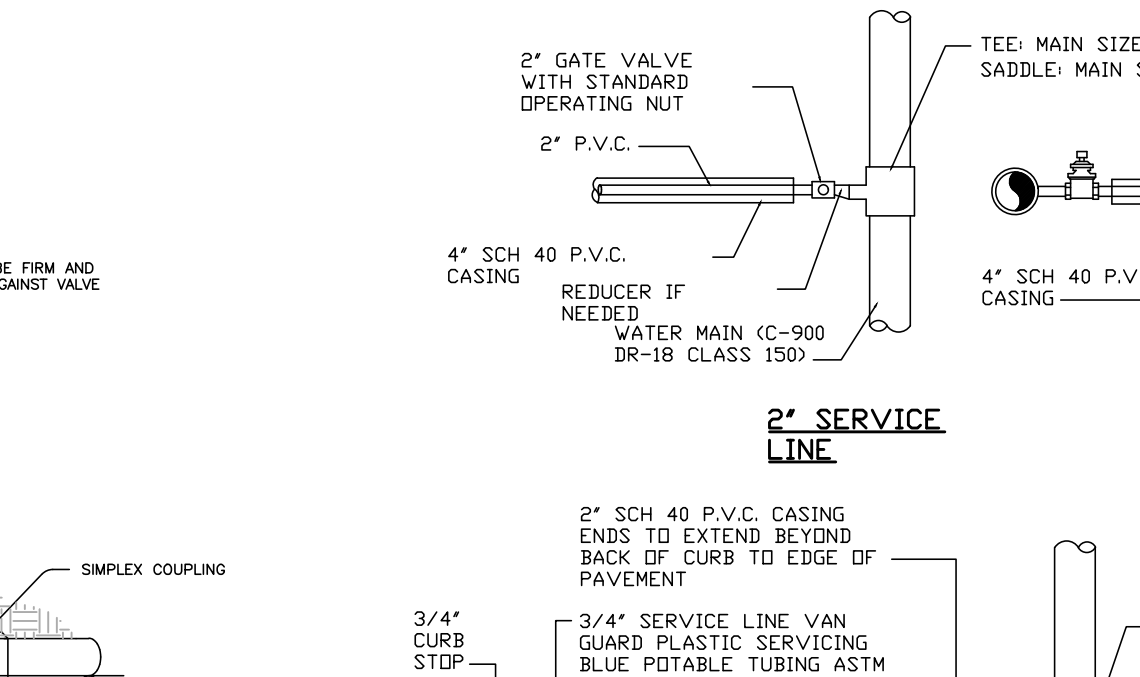 TEE: MAIN SIZE
SADDLE: MAIN
2" GATE VALVE
WITH STANDARD
OPERATING NUT
2" P.V.C.
4" SCH 40 P.V.C.
CASING
REDUCER IF
NEEDED
WATER MAIN (C-900
DR-18 CLASS 150)
4" SCH 40 P.V
CASING
BE FIRM AND
GAINST VALVE
2" SERVICE
LINE
2" SCH 40 P.V.C. CASING
ENDS TO EXTEND BEYOND
BACK OF CURB TO EDGE OF
PAVEMENT
SIMPLEX COUPLING
3/4"
CURB
STOP
3/4" SERVICE LINE VAN
GUARD PLASTIC SERVICING
BLUE POTABLE TUBING ASTM